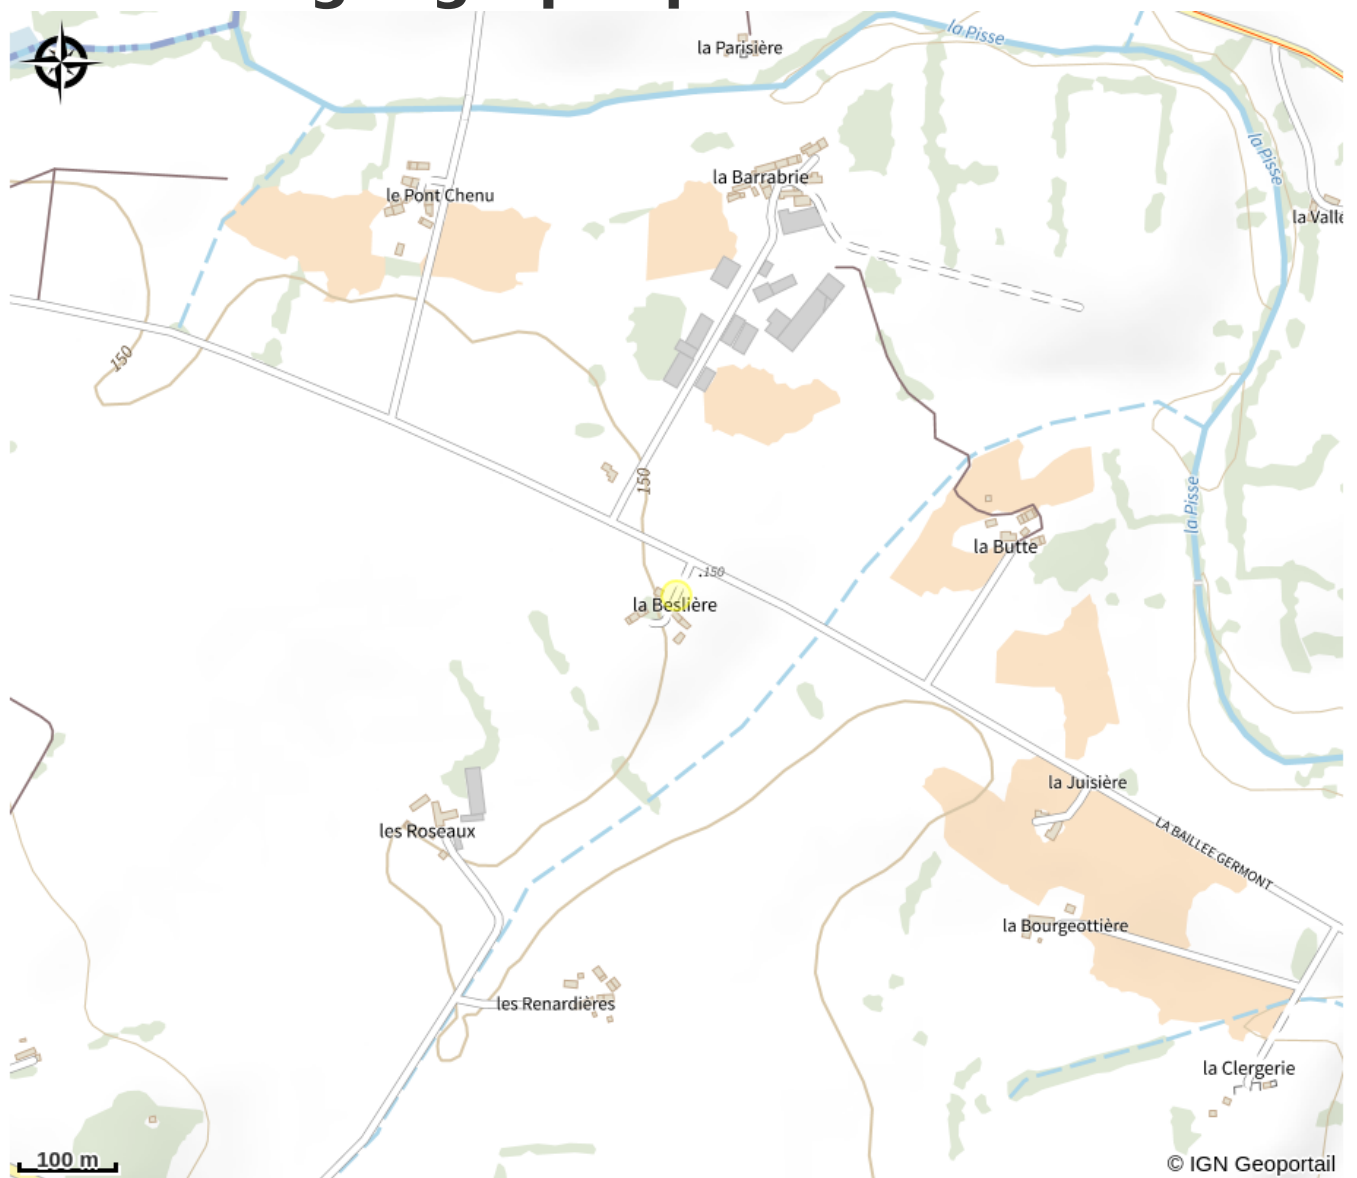 la Pisse
la Parisière
la Pisse
la Barrabrie
le Pont Chenu
la Vallé
150
150
la Pisse
la Butte
.150
la Beslière
la Juisière
les Roseaux
LA BAILLEE GERMONT
la Bourgeottière
les Renardières
la Clergerie
100 m
© IGN Geoportail